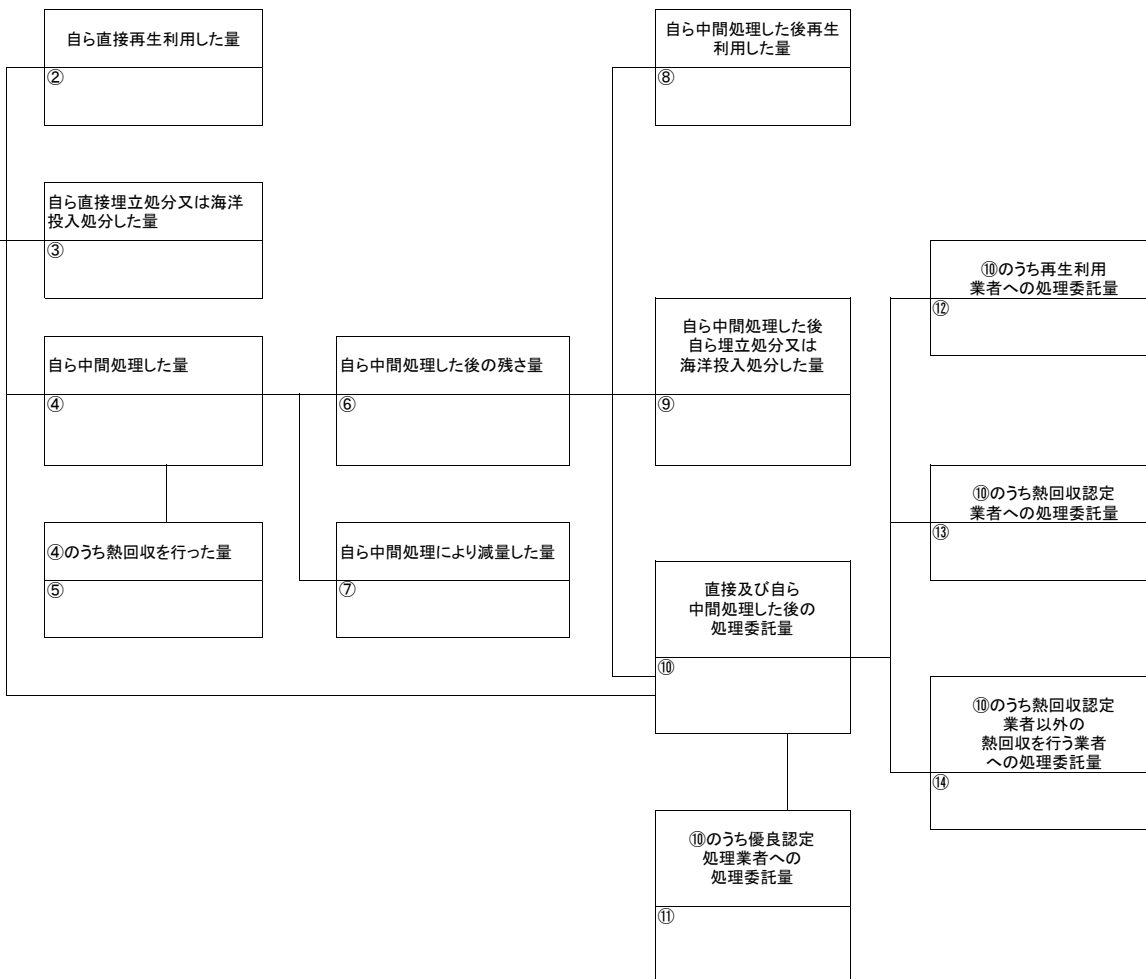 自ら直接再生利用した量
②
自ら直接埋立処分又は海洋
投入処分した量
③
自ら中間処理した量
④
④のうち熱回収を行った量
⑤
自ら中間処理した後の残さ量
⑥
自ら中間処理により減量した量
⑦
自ら中間処理した後再生
利用した量
⑧
自ら中間処理した後
自ら埋立処分又は
海洋投入処分した量
⑨
直接及び自ら
中間処理した後の
処理委託量
⑩
⑩のうち優良認定
処理業者への
処理委託量
⑪
⑩のうち再生利用
業者への処理委託量
⑫
⑩のうち熱回収認定
業者への処理委託量
⑬
⑩のうち熱回収認定
業者以外の
熱回収を行う業者
への処理委託量
⑭